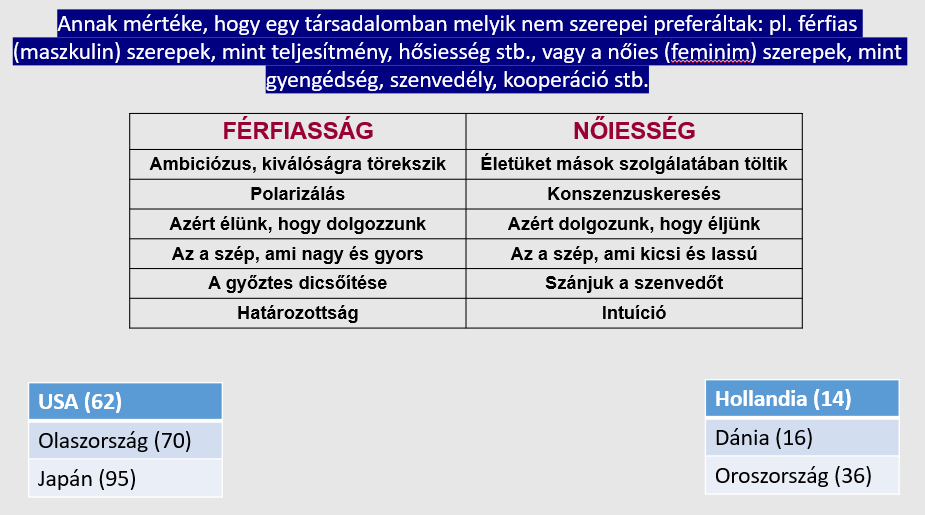 Annak mértéke, hogy egy társadalomban melyik nem szerepei preferáltak: pl. férfias
(maszkulin) szerepek, mint teljesítmény, hősiesség stb., vagy a nőies (feminim) szerepek, mint
gyengédség, szenvedély, kooperáció stb.
FÉRFIASSÁG NŐIESSÉG
Ambiciózus, kiválóságra törekszik Életüket mások szolgálatában töltik
Polarizálás Konszenzuskeresés
Azért élünk, hogy dolgozzunk Azért dolgozunk, hogy éljünk
Az a szép, ami nagy és gyors Az a szép, ami kicsi és lassú
A győztes dicsőítése Szánjuk a szenvedőt
Határozottság Intuíció
USA (62)
Olaszország (70)
Japán (95)
Hollandia (14)
Dánia (16)
Oroszország (36)